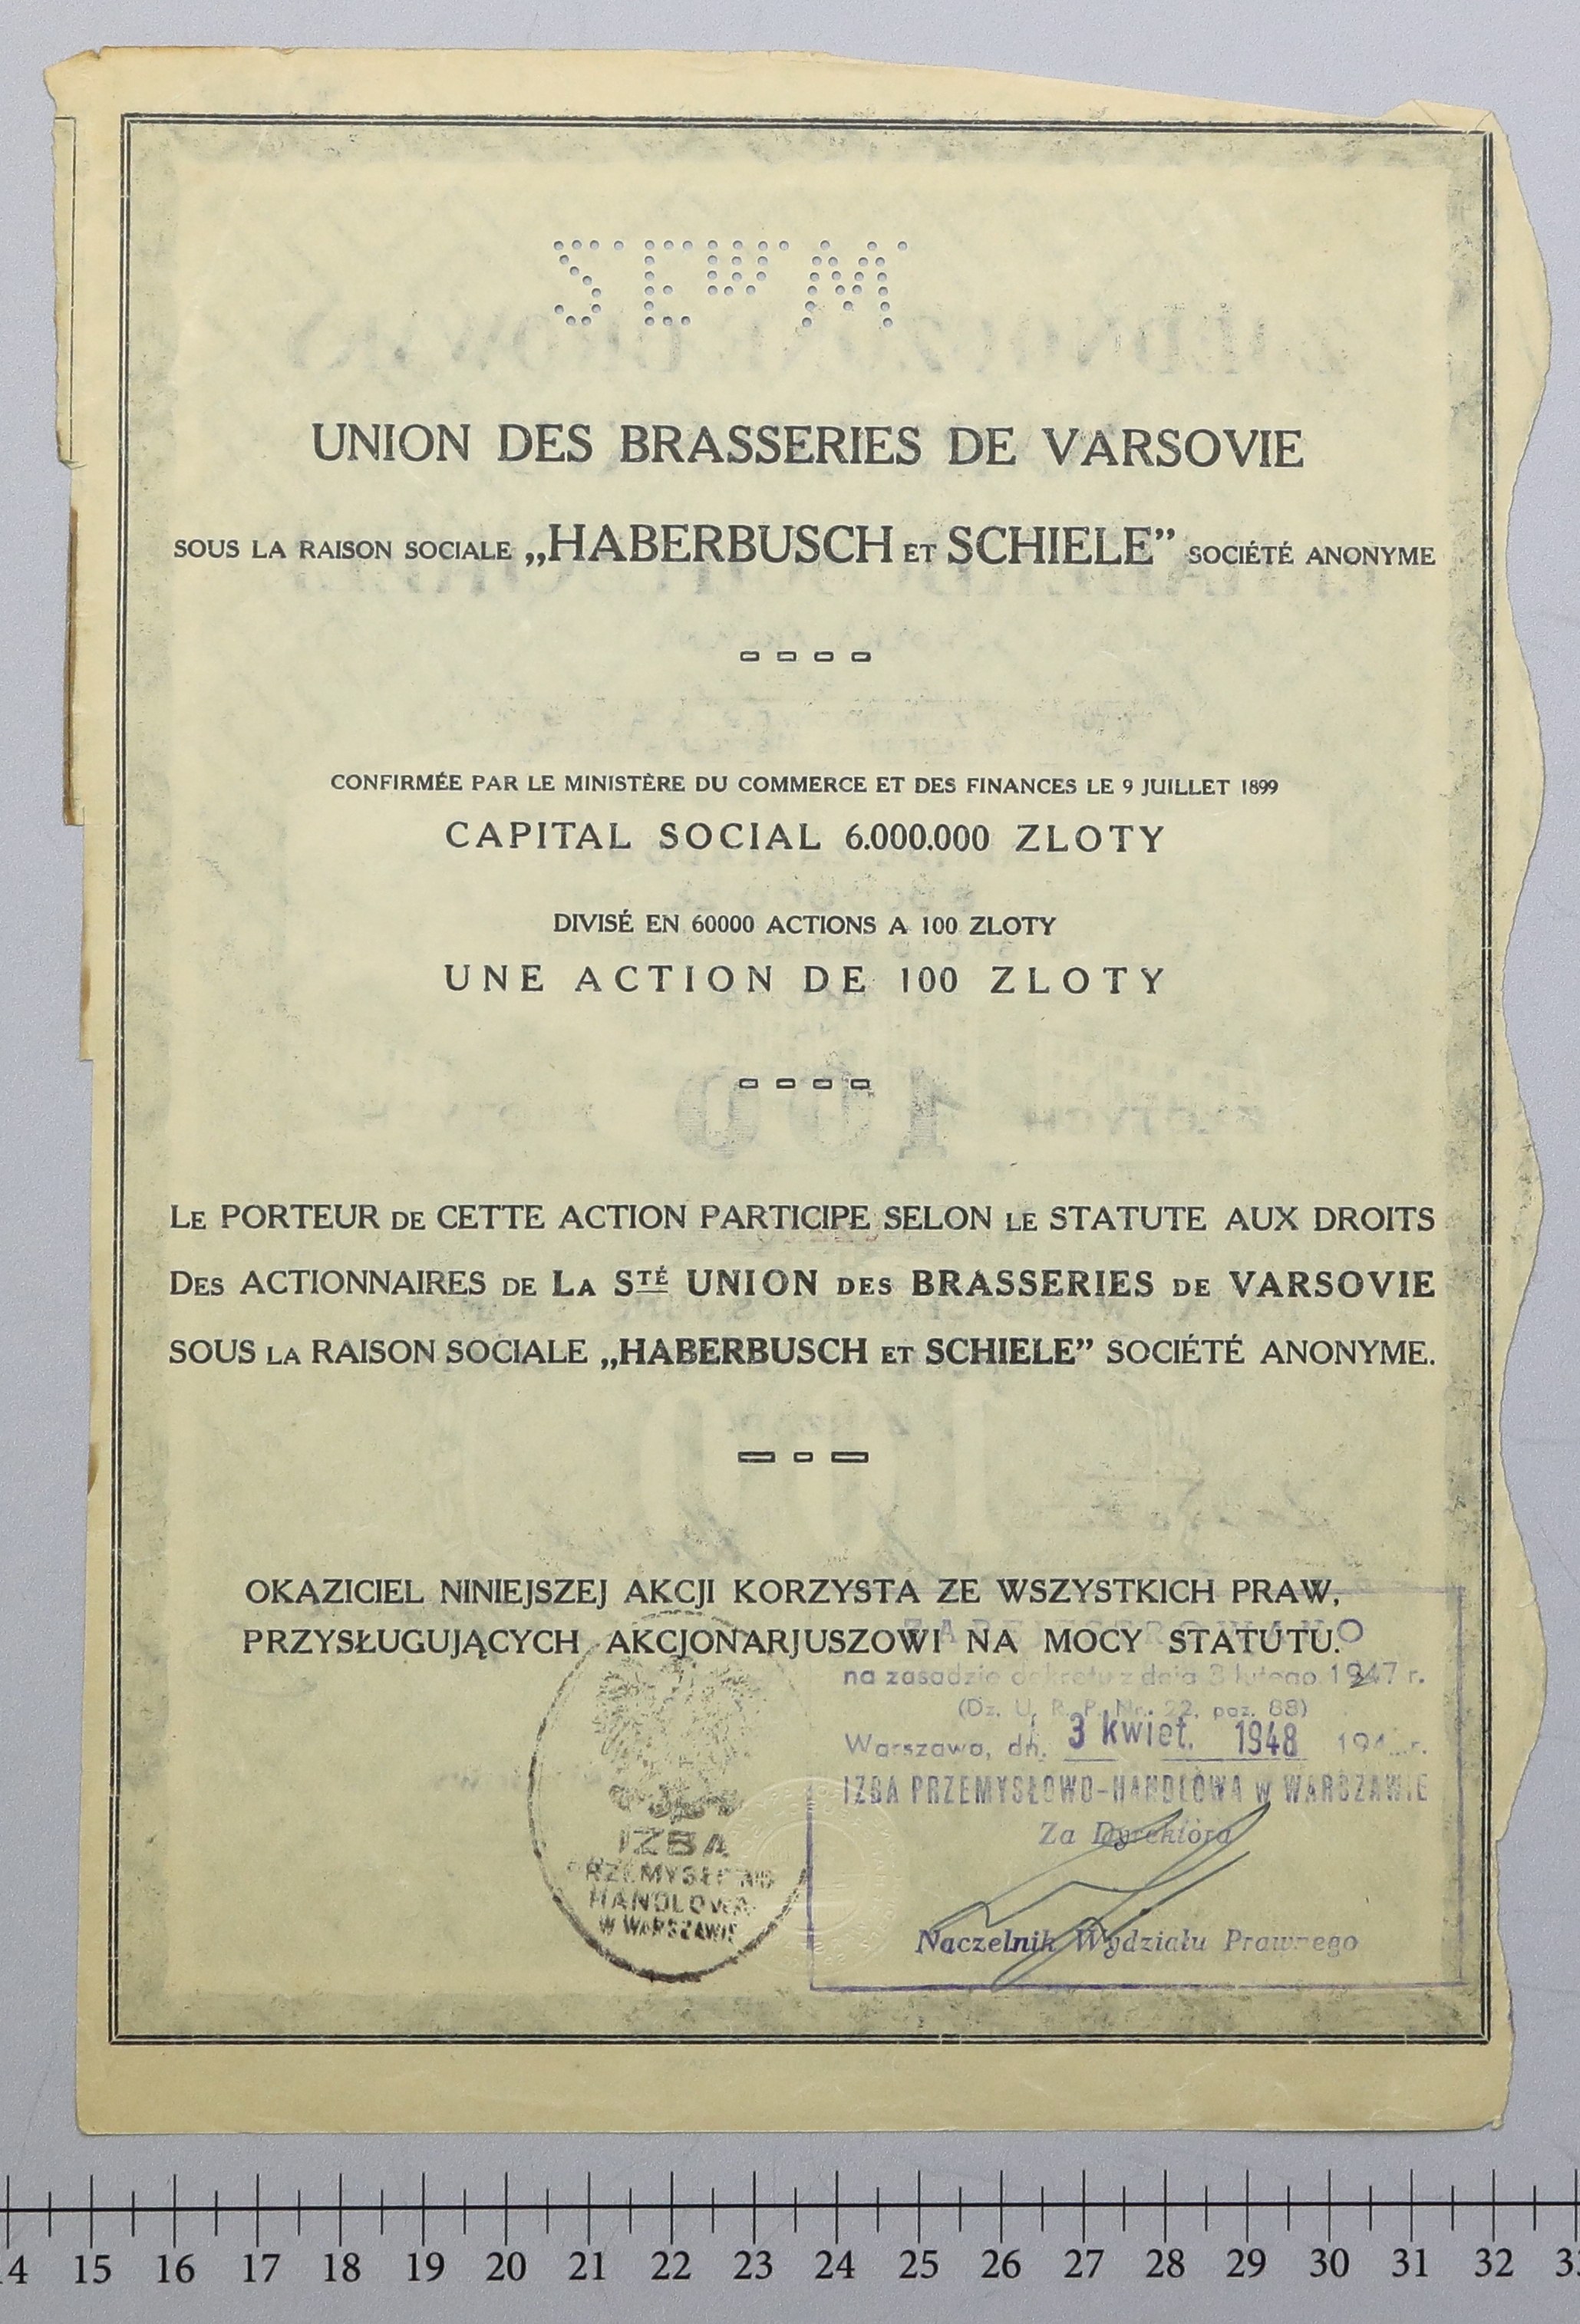 UNION DES BRASSERIES DE VARSOVIE
SOUS LA RAISON SOCIALE „HABERBUSCH ET SCHIELE” SOCIÉTÉ ANONYME
CONFIRMÉE PAR LE MINISTÈRE DU COMMERCE ET DES FINANCES LE 9 JUILLET 1899
CAPITAL SOCIAL 6.000.000 ZLOTY
DIVISÉ EN 60000 ACTIONS A 100 ZLOTY
UNE ACTION DE 100 ZLOTY
LE PORTEUR DE CETTE ACTION PARTICIPE SELON LE STATUTE AUX DROITS
DES ACTIONNAIRES DE LA STÉ UNION DES BRASSERIES DE VARSOVIE
SOUS LA RAISON SOCIALE „HABERBUSCH ET SCHIELE” SOCIÉTÉ ANONYME.
OKAZICIEL NINIEJSZEJ AKCJI KORZYSTA ZE WSZYSTKICH PRAW,
PRZYSŁUGUJĄCYCH AKCJONARJUSZOWI NA MOCY STATUTU.
na zasadzie dekretu z dnia 3 lutego 1947 r.
(Dz. U. R. P. Nr. 22, poz. 88)
Warszawa, dn. 3 kwiet. 1948 194 r.
IZBA PRZEMYSŁOWO-HANDLOWA w WARSZAWIE
Za Dyrektora
Naczelnik Wydziału Prawnego
IZBA
PRZEMYSŁOWO
HANDLOWA
W WARSZAWIE
14 15 16 17 18 19 20 21 22 23 24 25 26 27 28 29 30 31 32